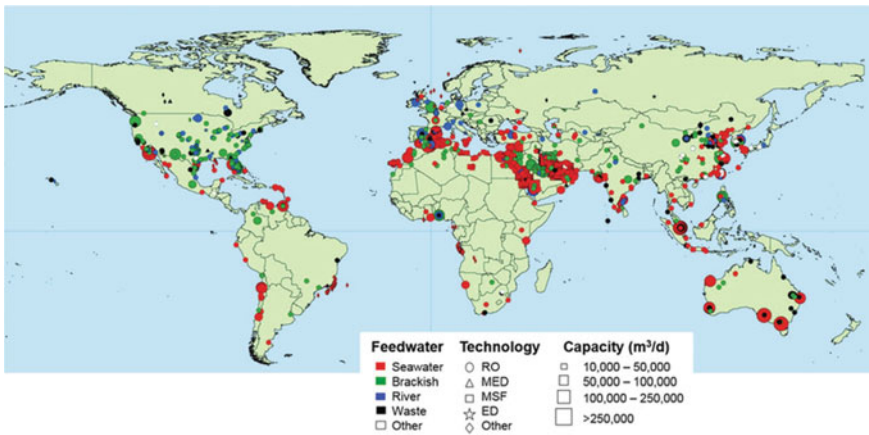 Feedwater
Seawater
Brackish
River
Waste
Other
Technology
RO
MED
MSF
ED
Other
Capacity (m³/d)
10,000 – 50,000
50,000 – 100,000
100,000 – 250,000
>250,000